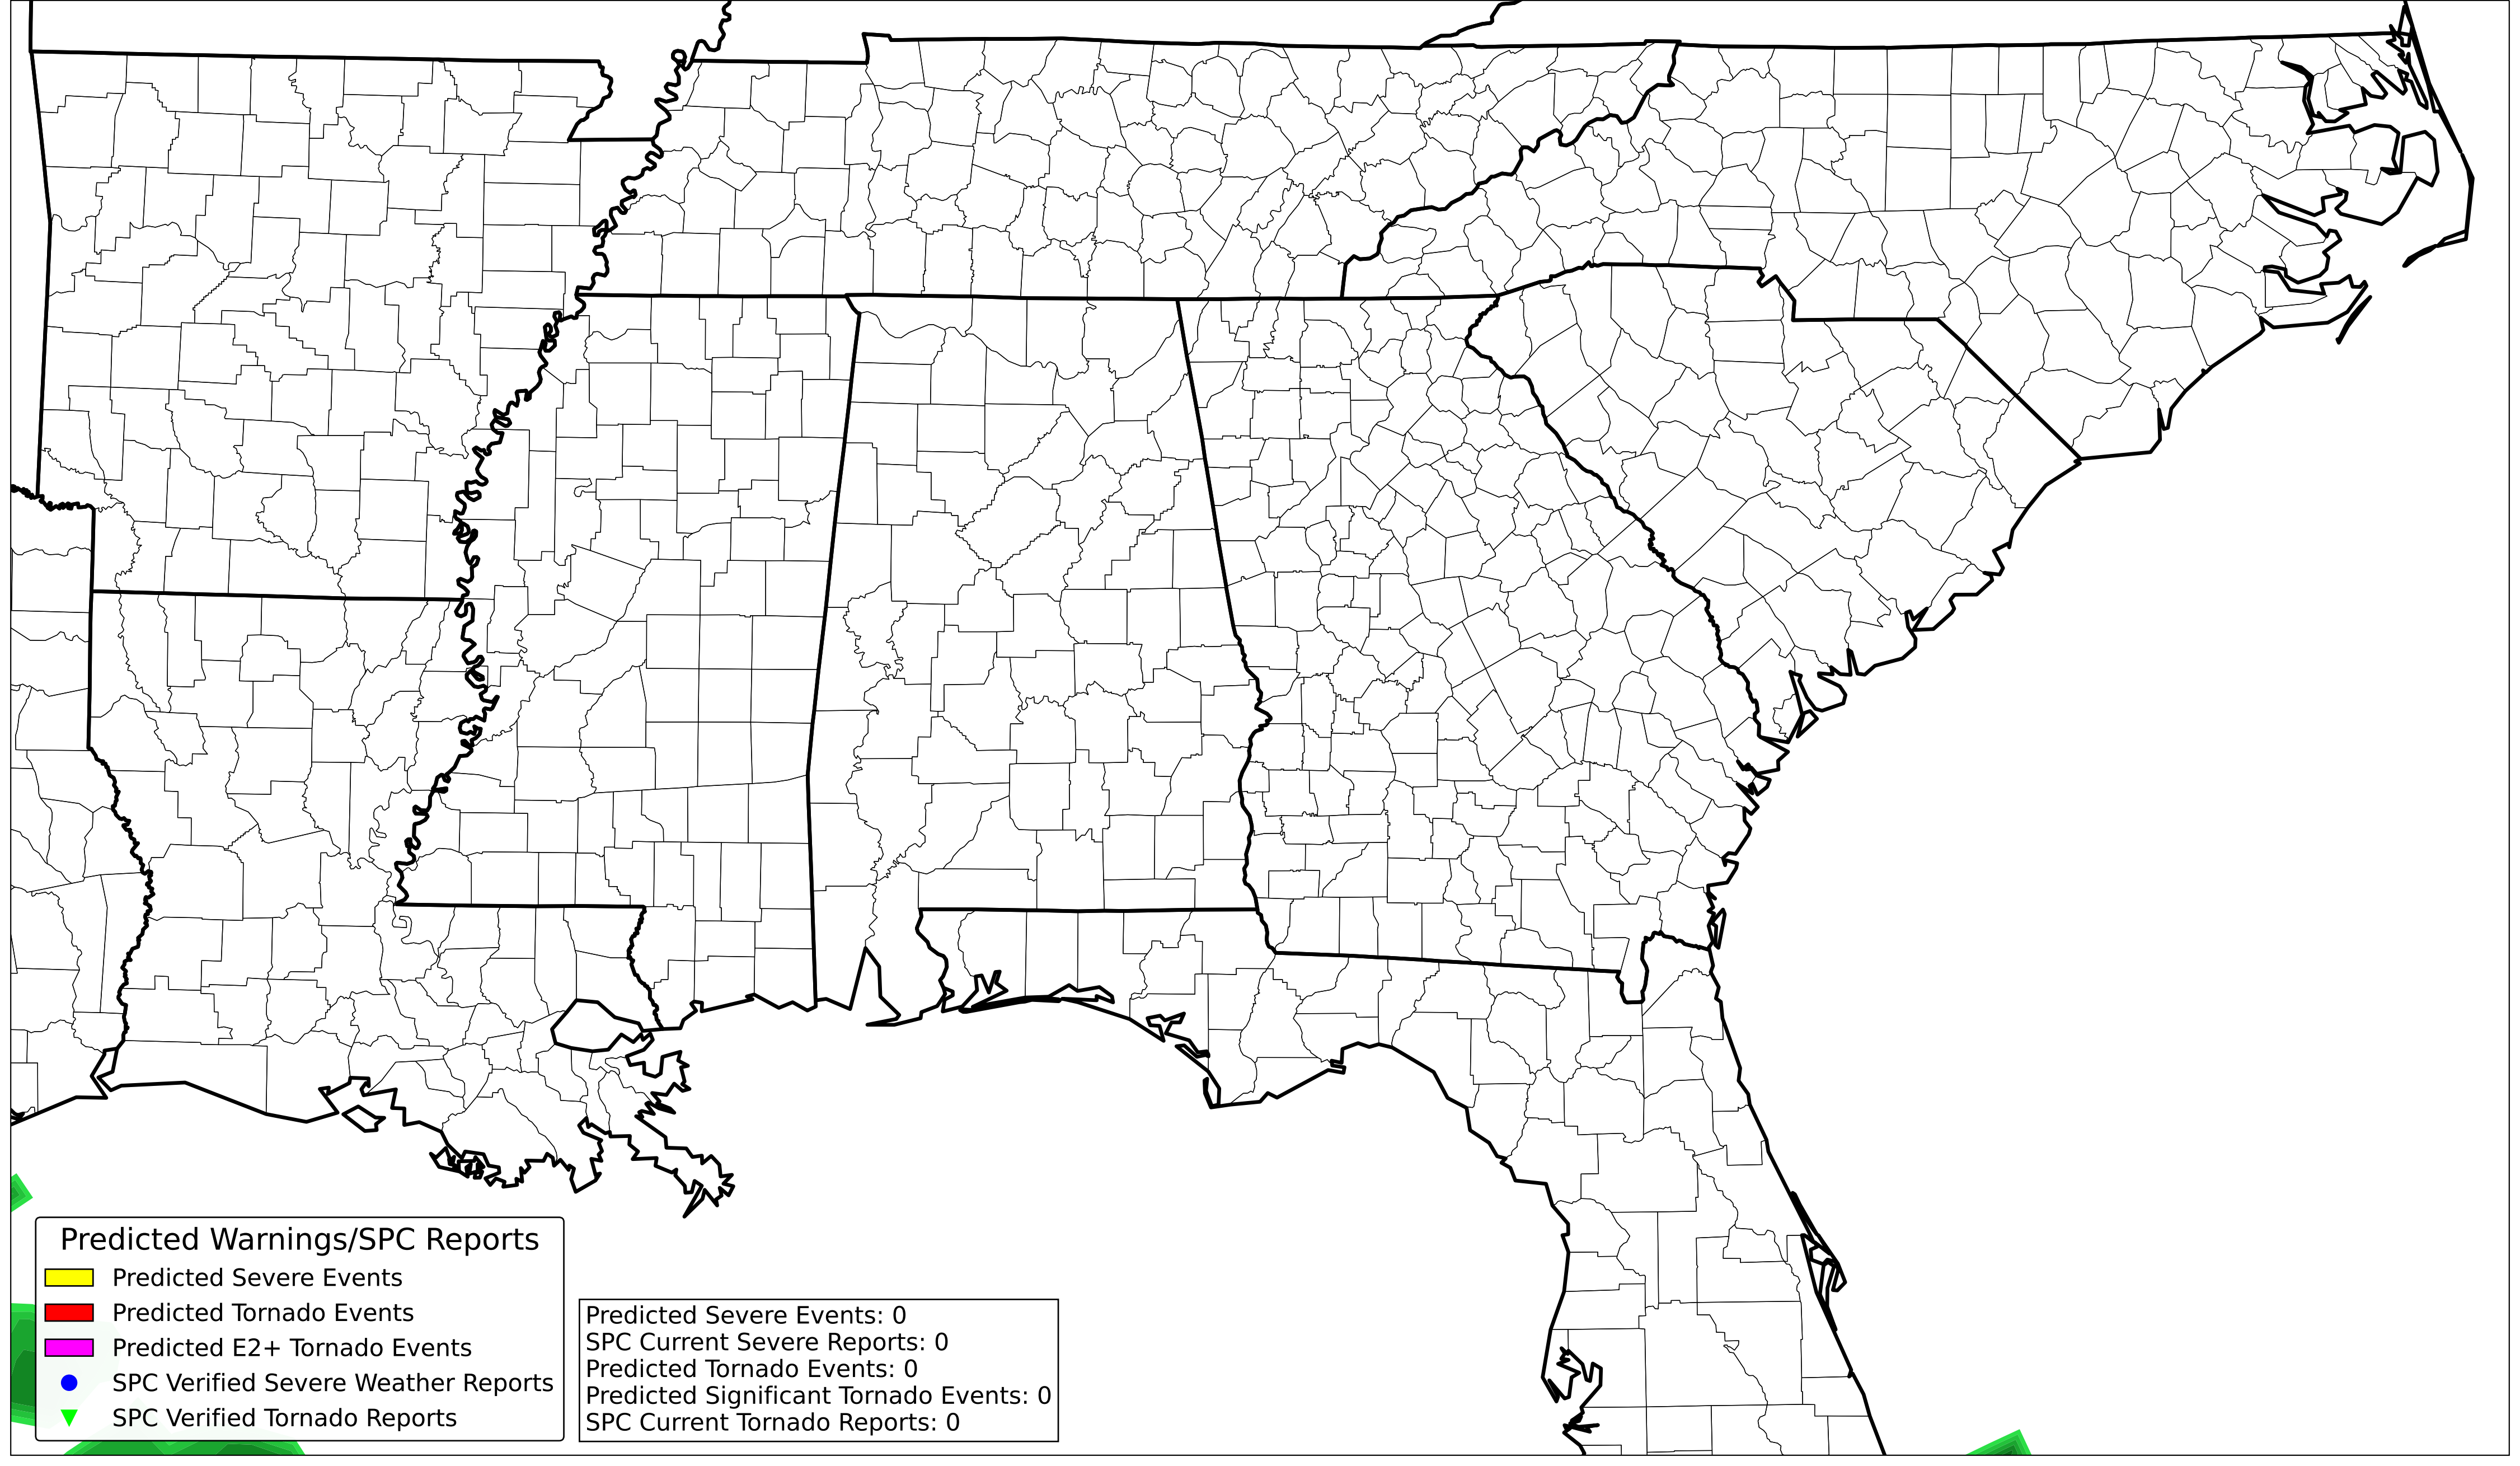 Predicted Warnings/SPC Reports
Predicted Severe Events
Predicted Tornado Events
Predicted E2+ Tornado Events
SPC Verified Severe Weather Reports
SPC Verified Tornado Reports
Predicted Severe Events: 0
SPC Current Severe Reports: 0
Predicted Tornado Events: 0
Predicted Significant Tornado Events: 0
SPC Current Tornado Reports: 0